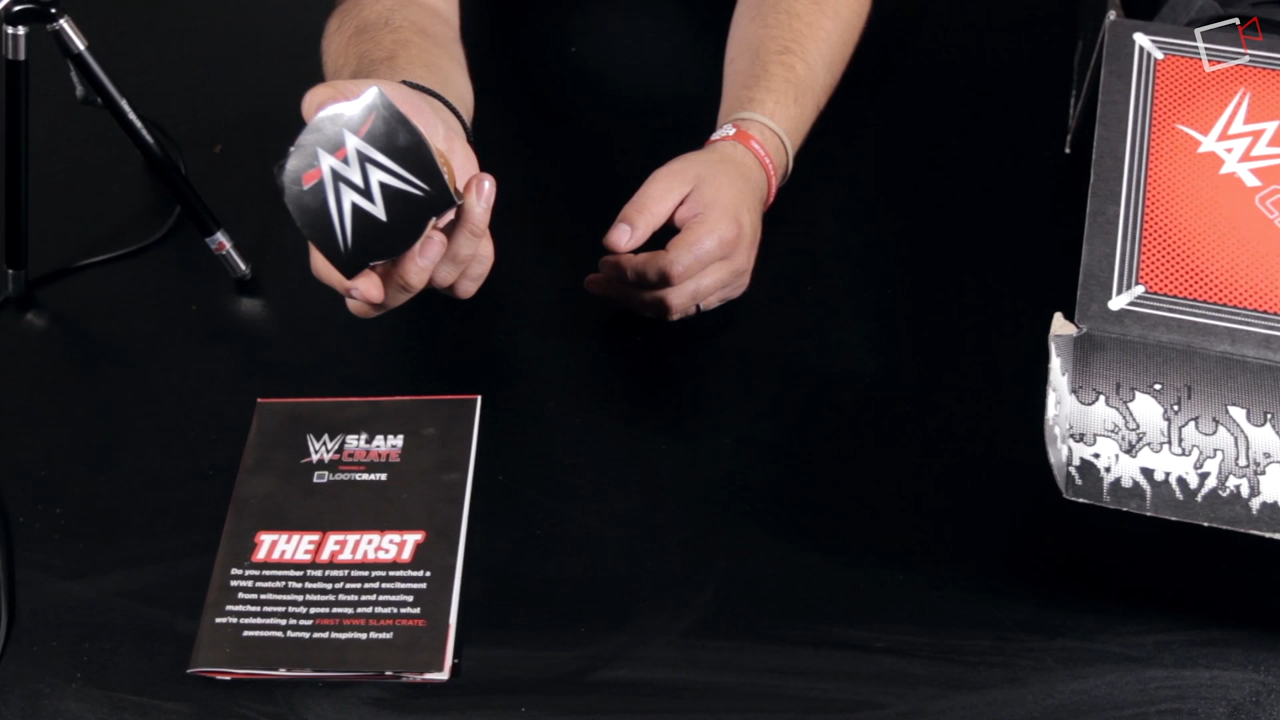 W SLAM
CRATE
LOOTCRATE
THE FIRST
Do you remember THE FIRST time you watched a
WWE match? The feeling of awe and excitement
from witnessing historic firsts and amazing
matches never truly goes away, and that's what
we're celebrating in our FIRST WWE SLAM CRATE:
awesome, funny and inspiring firsts!
W
W